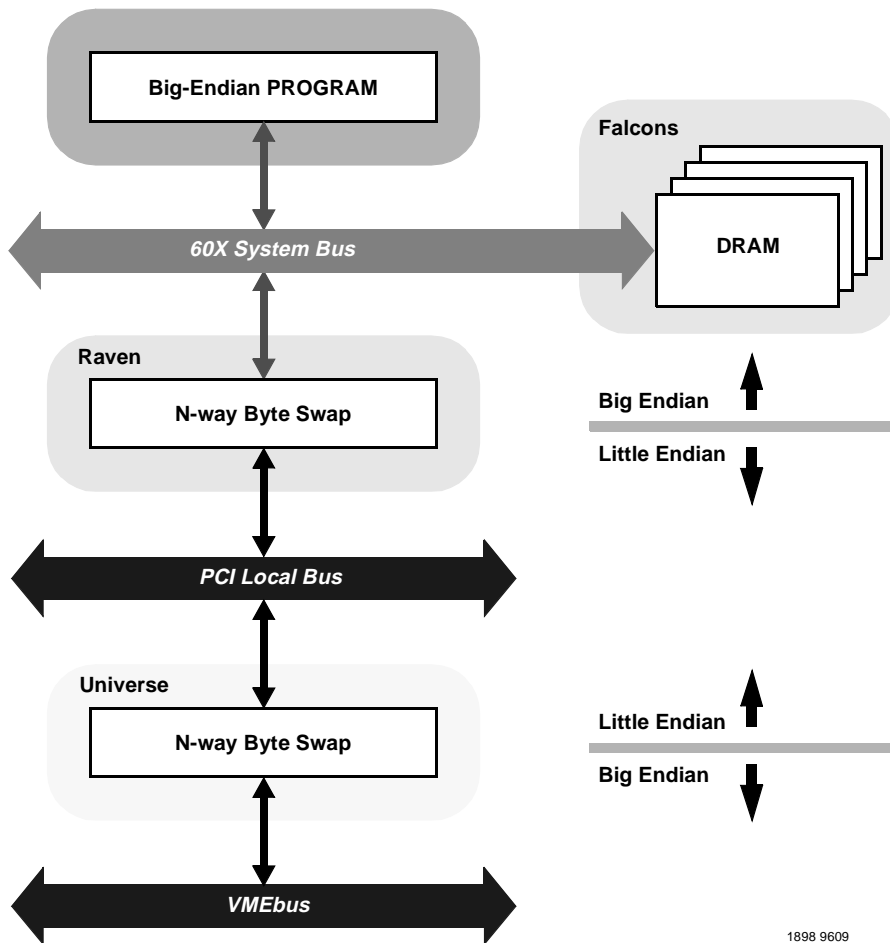 Big-Endian PROGRAM
Falcons
DRAM
60X System Bus
Raven
N-way Byte Swap
Big Endian
Little Endian
PCI Local Bus
Universe
N-way Byte Swap
Little Endian
Big Endian
VMEbus
1898 9609